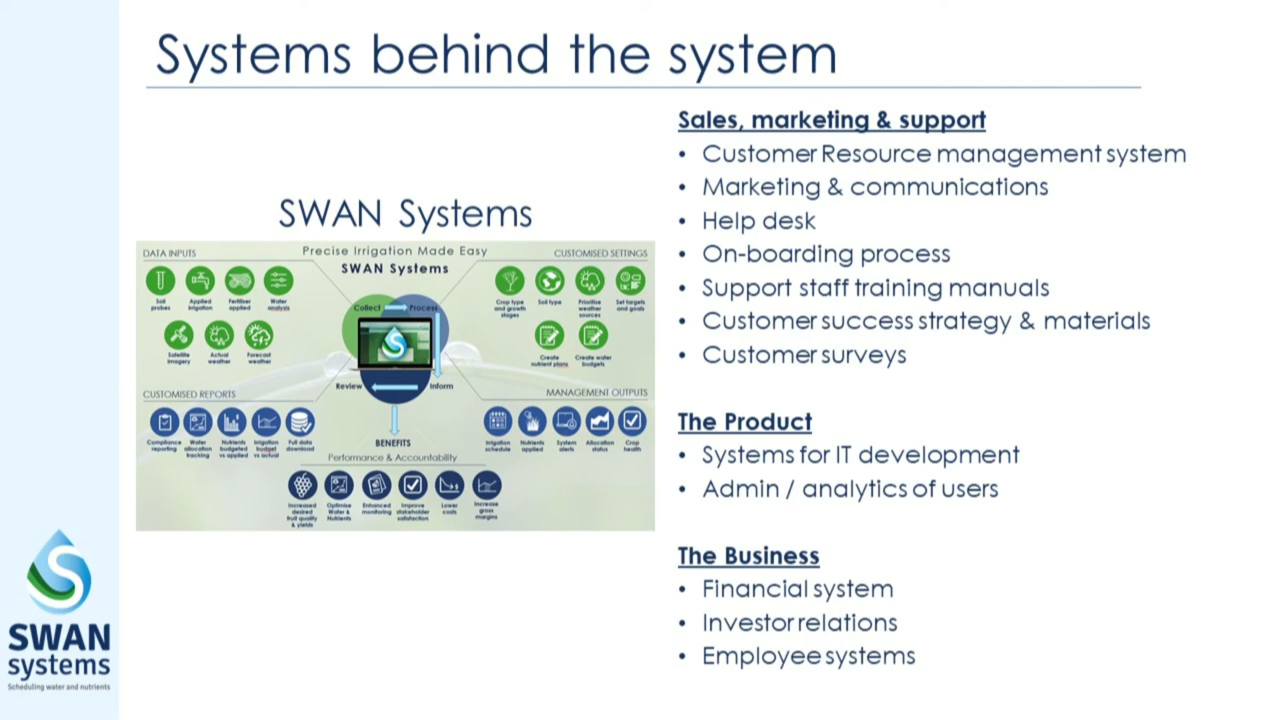 Systems behind the system
SWAN Systems
Precise Irrigation Made Easy
SWAN Systems
DATA INPUTS
Soil probes
Applied irrigation
Fertiliser applied
Water analysis
Satellite imagery
Actual weather
Forecast weather
CUSTOMISED SETTINGS
Crop type and growth stages
Soil type
Prioritise weather sources
Set targets and goals
Create nutrient plans
Create water budgets
Collect
Process
Review
Inform
CUSTOMISED REPORTS
Compliance reporting
Water allocation tracking
Nutrients budgeted vs applied
Irrigation budget vs actual
Full data download
MANAGEMENT OUTPUTS
Irrigation schedule
Nutrients applied
System alerts
Allocation status
Crop health
BENEFITS
Performance & Accountability
Increased desired fruit quality & yields
Optimise Water & Nutrients
Enhanced monitoring
Improve stakeholder satisfaction
Lower costs
Increase gross margins
Sales, marketing & support
• Customer Resource management system
• Marketing & communications
• Help desk
• On-boarding process
• Support staff training manuals
• Customer success strategy & materials
• Customer surveys
The Product
• Systems for IT development
• Admin / analytics of users
The Business
• Financial system
• Investor relations
• Employee systems
SWAN
systems
Scheduling water and nutrients